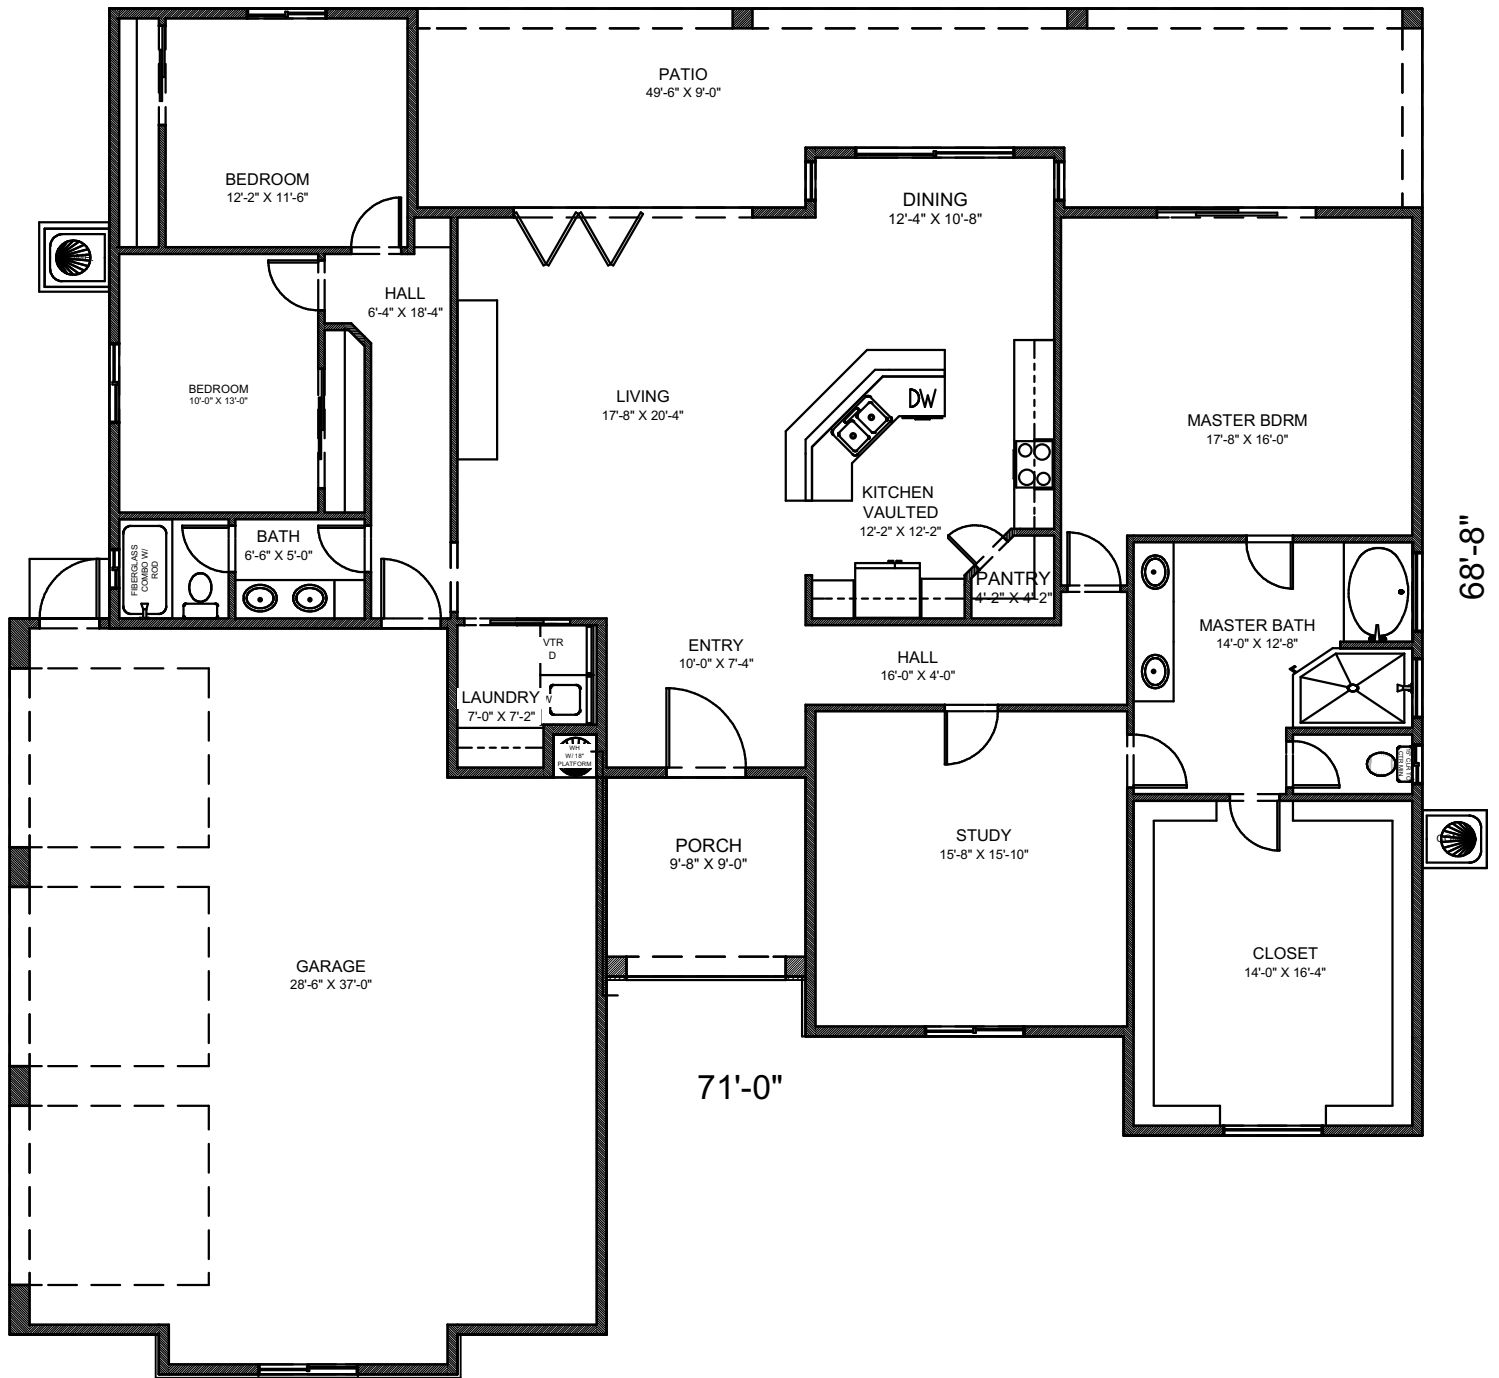 PATIO
49'-6" X 9'-0"
BEDROOM
12'-2" X 11'-6"
DINING
12'-4" X 10'-8"
HALL
6'-4" X 18'-4"
BEDROOM
10'-0" X 13'-0"
LIVING
17'-8" X 20'-4"
DW
MASTER BDRM
17'-8" X 16'-0"
KITCHEN
VAULTED
12'-2" X 12'-2"
BATH
6'-6" X 5'-0"
FIBERGLASS
COMBO W/
ROD
PANTRY
4'-2" X 4'-2"
68'-8"
MASTER BATH
14'-0" X 12'-8"
ENTRY
10'-0" X 7'-4"
HALL
16'-0" X 4'-0"
VTR
D
LAUNDRY
7'-0" X 7'-2"
W
WH
W/ 18"
PLATFORM
PORCH
9'-8" X 9'-0"
STUDY
15'-8" X 15'-10"
CLOSET
14'-0" X 16'-4"
GARAGE
28'-6" X 37'-0"
71'-0"